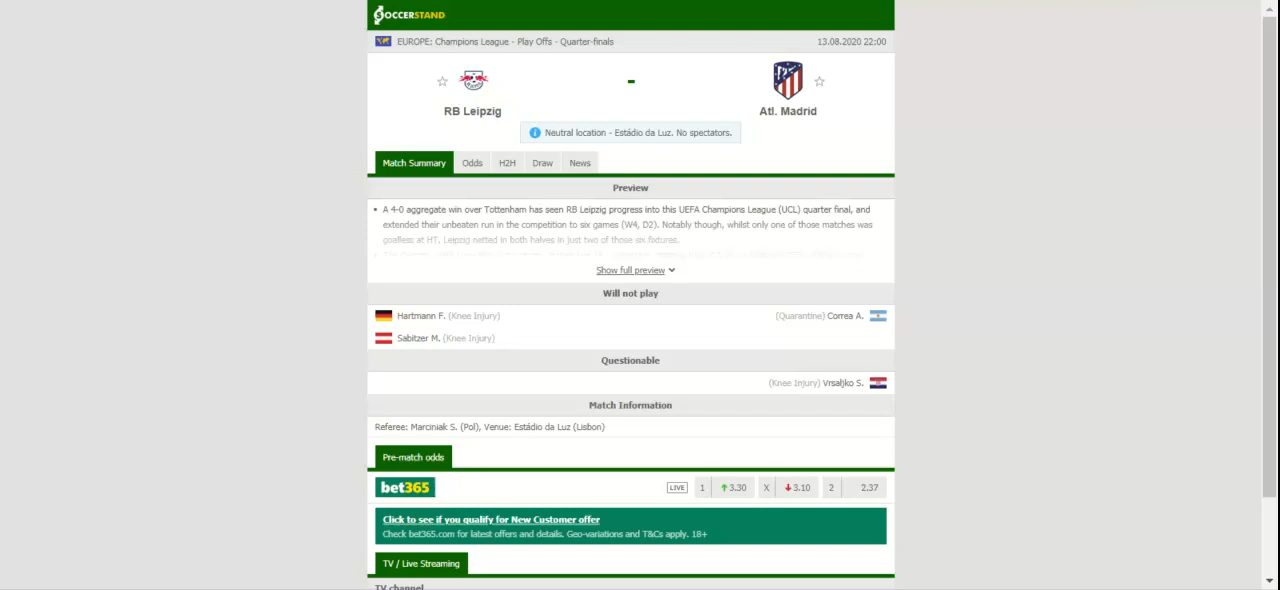 SOCCERSTAND
EUROPE: Champions League - Play Offs - Quarter-finals 13.08.2020 22:00
-
RB Leipzig Atl. Madrid
Neutral location - Estádio da Luz. No spectators.
Match Summary Odds H2H Draw News
Preview
• A 4-0 aggregate win over Tottenham has seen RB Leipzig progress into this UEFA Champions League (UCL) quarter final, and
extended their unbeaten run in the competition to six games (W4, D2). Notably though, whilst only one of those matches was
goalless at HT, Leipzig netted in both halves in just two of those six fixtures.
Show full preview
Will not play
Hartmann F. (Knee Injury) (Quarantine) Correa A.
Sabitzer M. (Knee Injury)
Questionable
(Knee Injury) Vrsaljko S.
Match Information
Referee: Marciniak S. (Pol), Venue: Estádio da Luz (Lisbon)
Pre-match odds
bet365 LIVE 1 3.30 X 3.10 2 2.37
Click to see if you qualify for New Customer offer
Check bet365.com for latest offers and details. Geo-variations and T&Cs apply. 18+
TV / Live Streaming
TV channel